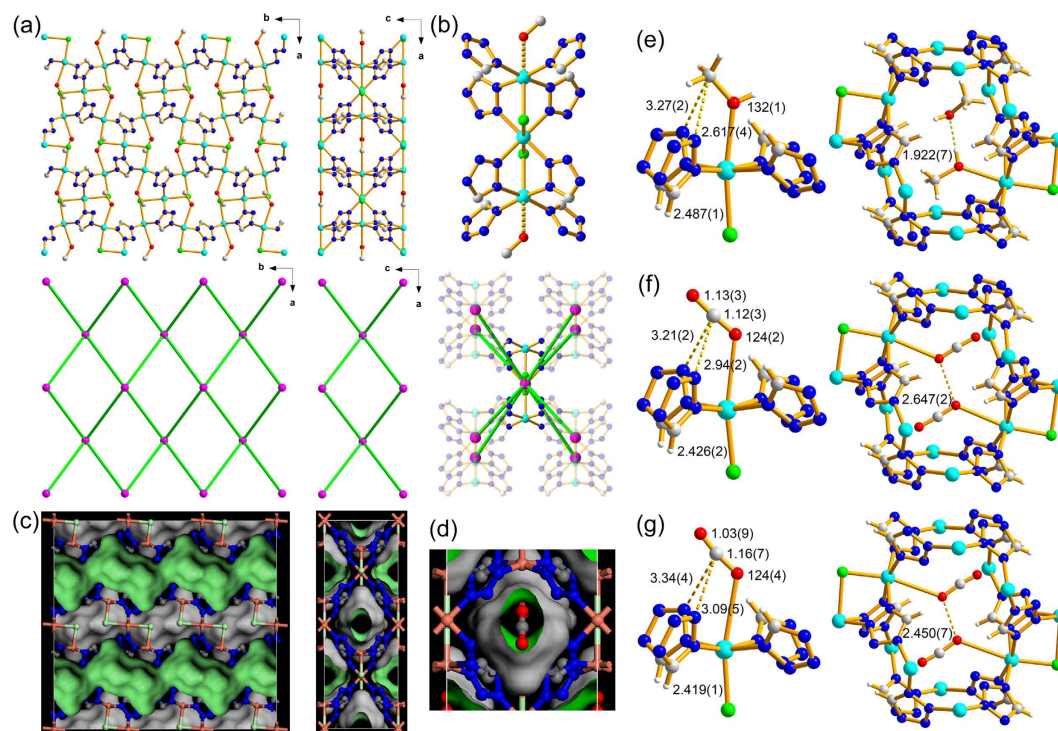 (a)
b
a
c
a
(b)
(e)
3.27(2)
132(1)
2.617(4)
2.487(1)
1.922(7)
b
a
c
a
(f)
1.13(3)
1.12(3)
3.21(2)
124(2)
2.94(2)
2.426(2)
2.647(2)
(c)
(d)
(g)
1.03(9)
1.16(7)
3.34(4)
124(4)
3.09(5)
2.419(1)
2.450(7)